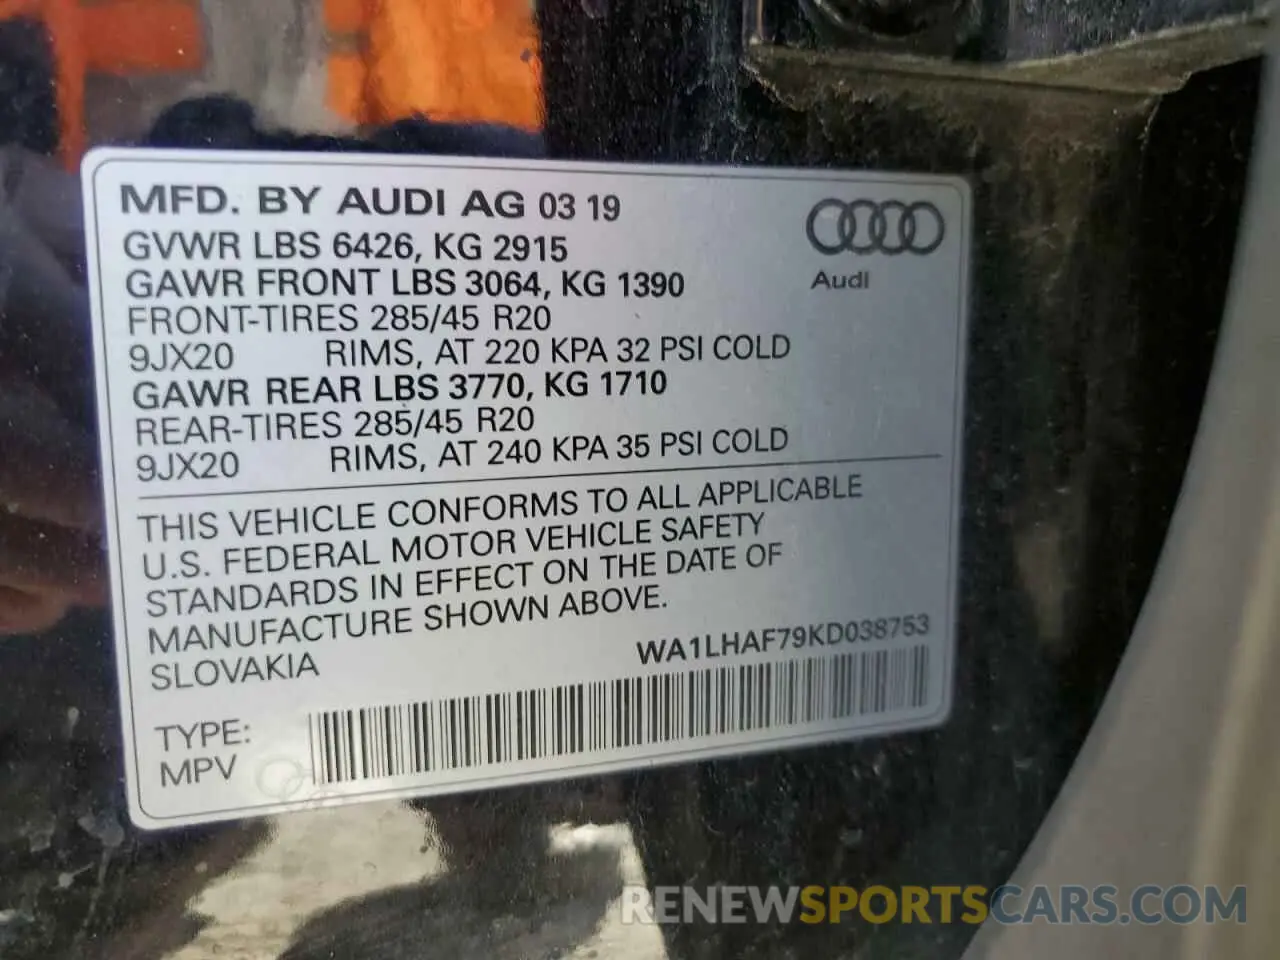 MFD. BY AUDI AG 03 19
GVWR LBS 6426, KG 2915
GAWR FRONT LBS 3064, KG 1390
FRONT-TIRES 285/45 R20
9JX20 RIMS, AT 220 KPA 32 PSI COLD
GAWR REAR LBS 3770, KG 1710
REAR-TIRES 285/45 R20
9JX20 RIMS, AT 240 KPA 35 PSI COLD
Audi
THIS VEHICLE CONFORMS TO ALL APPLICABLE
U.S. FEDERAL MOTOR VEHICLE SAFETY
STANDARDS IN EFFECT ON THE DATE OF
MANUFACTURE SHOWN ABOVE.
SLOVAKIA
WA1LHAF79KD038753
TYPE:
MPV
RENEWSPORTSCARS.COM